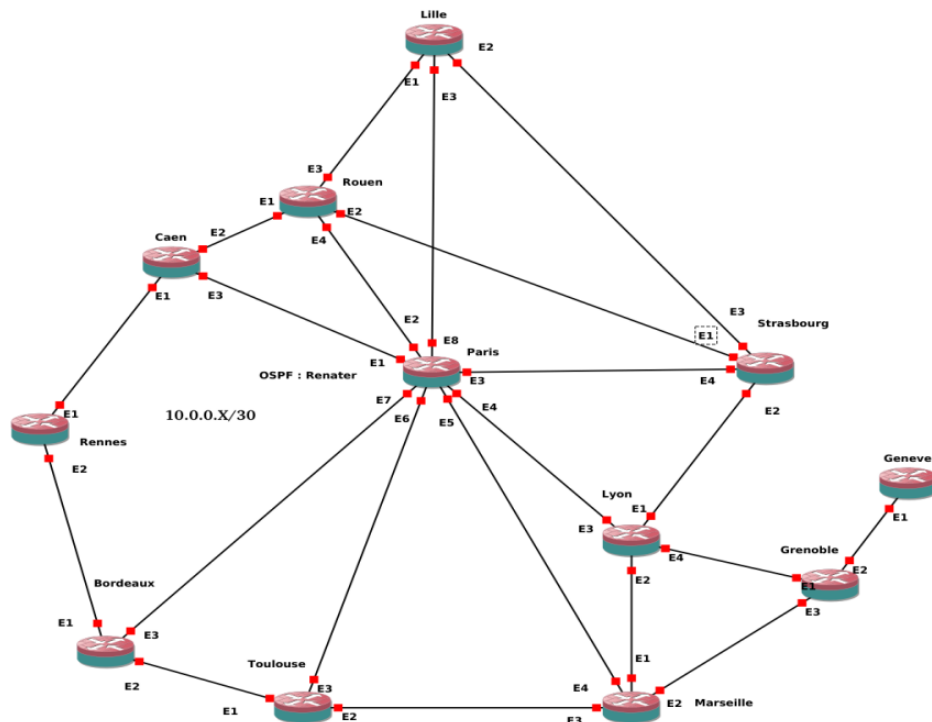 Lille
E2
E1
E3
E3
Rouen
E1
E2
E2
E4
Caen
E1
E3
E3
Strasbourg
E1
E2
E8
Paris
E1
E3
E4
OSPF : Renater
E7
E4
E2
E6
E5
10.0.0.X/30
E1
Rennes
E2
Geneve
Lyon
E1
E1
E3
Grenoble
E4
E2
E1
E2
Bordeaux
E3
E1
E3
E1
Toulouse
E2
E3
E4
E1
E2
E2
Marseille
E3